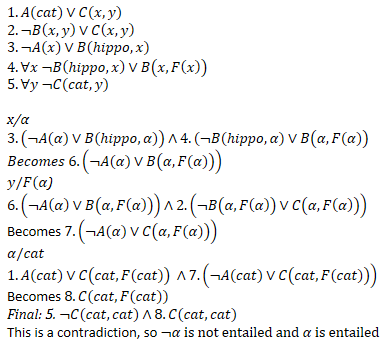 1. A(cat) ∨ C(x, y)
2. ¬B(x, y) ∨ C(x, y)
3. ¬A(x) ∨ B(hippo, x)
4. ∀x ¬B(hippo, x) ∨ B(x, F(x))
5. ∀y ¬C(cat, y)
x/α
3. (¬A(α) ∨ B(hippo, α)) ∧ 4. (¬B(hippo, α) ∨ B(α, F(α))
Becomes 6. (¬A(α) ∨ B(α, F(α)))
y/F(α)
6. (¬A(α) ∨ B(α, F(α))) ∧ 2. (¬B(α, F(α)) ∨ C(α, F(α)))
Becomes 7. (¬A(α) ∨ C(α, F(α)))
α/cat
1. A(cat) ∨ C(cat, F(cat)) ∧ 7. (¬A(cat) ∨ C(cat, F(cat)))
Becomes 8. C(cat, F(cat))
Final: 5. ¬C(cat, cat) ∧ 8. C(cat, cat)
This is a contradiction, so ¬α is not entailed and α is entailed